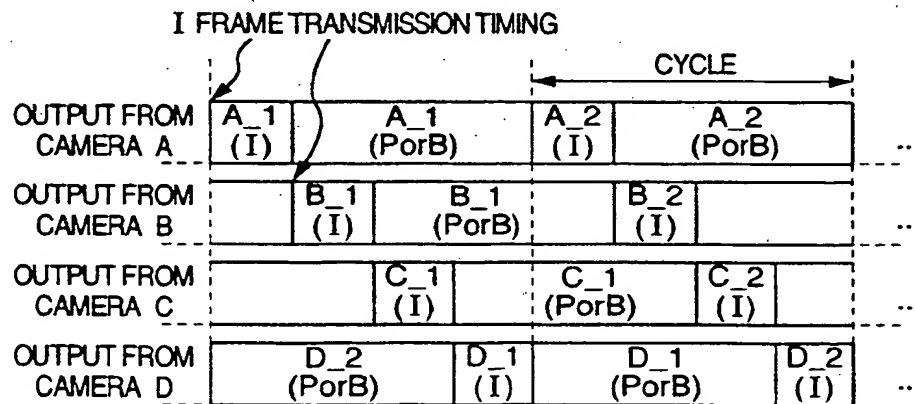 I FRAME TRANSMISSION TIMING
CYCLE
OUTPUT FROM
CAMERA A
A_1
(I)
A_1
(PorB)
A_2
(I)
A_2
(PorB)
..
OUTPUT FROM
CAMERA B
B_1
(I)
B_1
(PorB)
B_2
(I)
..
OUTPUT FROM
CAMERA C
C_1
(I)
C_1
(PorB)
C_2
(I)
..
OUTPUT FROM
CAMERA D
D_2
(PorB)
D_1
(I)
D_1
(PorB)
D_2
(I)
..